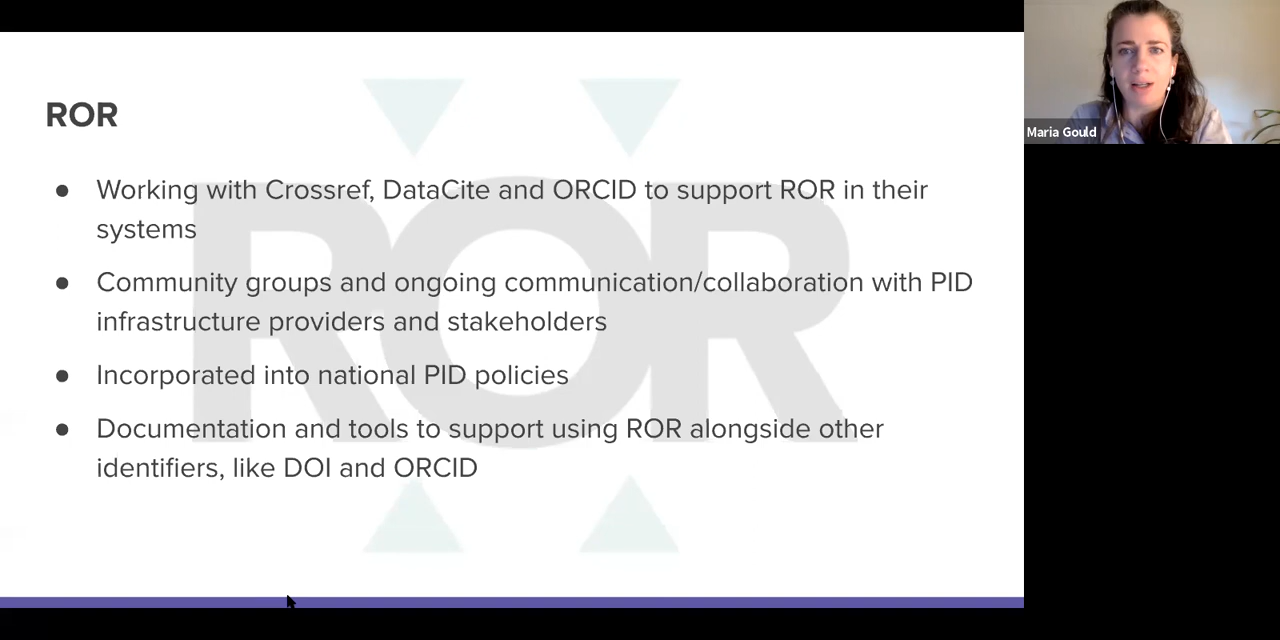 ROR
● Working with Crossref, DataCite and ORCID to support ROR in their
systems
● Community groups and ongoing communication/collaboration with PID
infrastructure providers and stakeholders
● Incorporated into national PID policies
● Documentation and tools to support using ROR alongside other
identifiers, like DOI and ORCID
ROR
Maria Gould